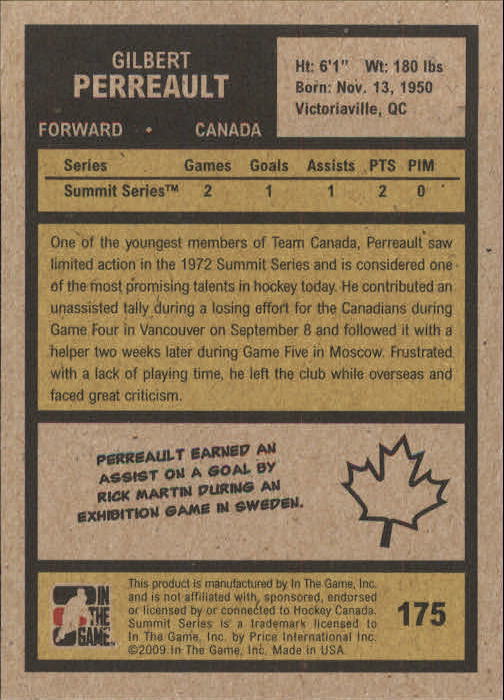 GILBERT
PERREAULT
FORWARD • CANADA
Ht: 6'1" Wt: 180 lbs
Born: Nov. 13, 1950
Victoriaville, QC
Series Games Goals Assists PTS PIM
Summit Series™ 2 1 1 2 0
One of the youngest members of Team Canada, Perreault saw
limited action in the 1972 Summit Series and is considered one
of the most promising talents in hockey today. He contributed an
unassisted tally during a losing effort for the Canadians during
Game Four in Vancouver on September 8 and followed it with a
helper two weeks later during Game Five in Moscow. Frustrated
with a lack of playing time, he left the club while overseas and
faced great criticism.
PERREAULT EARNED AN
ASSIST ON A GOAL BY
RICK MARTIN DURING AN
EXHIBITION GAME IN SWEDEN.
IN
THE
GAME
This product is manufactured by In The Game, Inc.
and is not affiliated with, sponsored, endorsed
or licensed by or connected to Hockey Canada.
Summit Series is a trademark licensed to
In The Game, Inc. by Price International Inc.
©2009 In The Game, Inc. Made in USA.
175